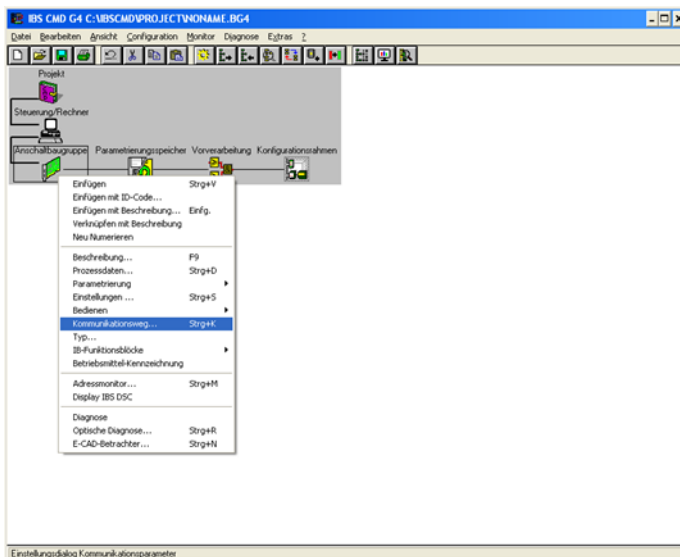 IBS CMD G4 C:\IBSCMD\PROJECT\NONAME.BG4
Datei Bearbeiten Ansicht Configuration Monitor Diagnose Extras ?
Projekt
Steuerung/Rechner
Anschaltbaugruppe Parametrierungsspeicher Vorverarbeitung Konfigurationsrahmen
Einfügen Strg+V
Einfügen mit ID-Code...
Einfügen mit Beschreibung... Einfg.
Verknüpfen mit Beschreibung
Neu Numerieren
Beschreibung... F9
Prozessdaten... Strg+D
Parametrierung
Einstellungen ... Strg+S
Bedienen
Kommunikationsweg... Strg+K
Typ...
IB-Funktionsblöcke
Betriebsmittel-Kennzeichnung
Adressmonitor... Strg+M
Display IBS DSC
Diagnose
Optische Diagnose... Strg+R
E-CAD-Betrachter... Strg+N
Einstellungsdialog Kommunikationsparameter